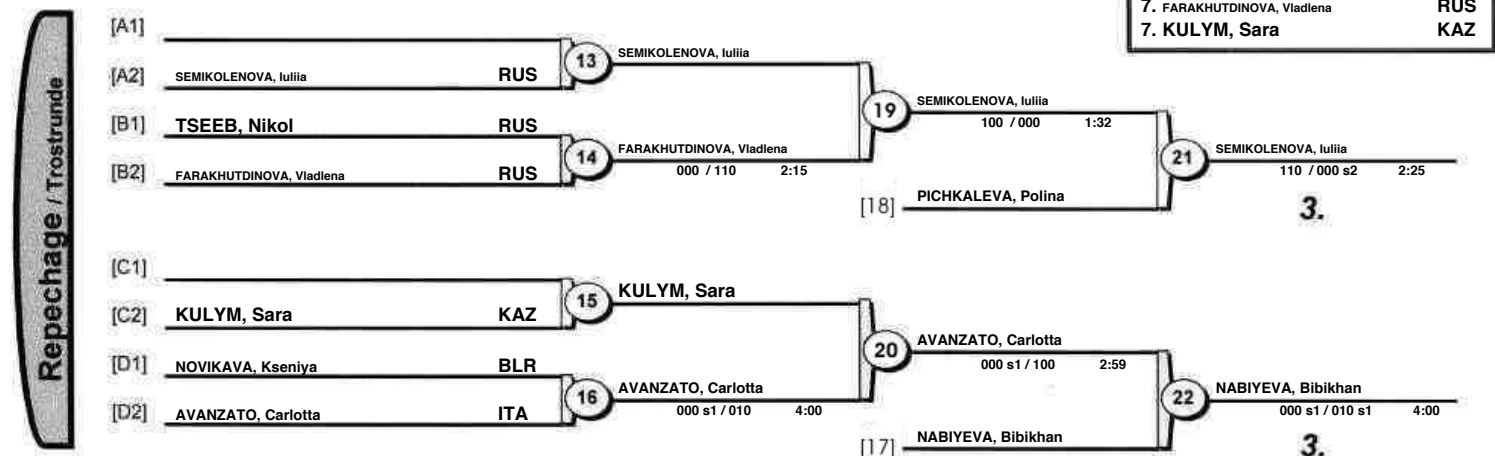 7. FARAKHUTDINOVA, Vladlena RUS
7. KULYM, Sara KAZ
Repechage / Trostrunde
[A1]
[A2] SEMIKOLENOVA, Iuliia RUS
13
SEMIKOLENOVA, Iuliia
[B1] TSEEB, Nikol RUS
[B2] FARAKHUTDINOVA, Vladlena RUS
14
FARAKHUTDINOVA, Vladlena
000 / 110 2:15
19
SEMIKOLENOVA, Iuliia
100 / 000 1:32
[18] PICHKALEVA, Polina
21
SEMIKOLENOVA, Iuliia
110 / 000 s2 2:25
3.
[C1]
[C2] KULYM, Sara KAZ
15
KULYM, Sara
[D1] NOVIKAVA, Kseniya BLR
[D2] AVANZATO, Carlotta ITA
16
AVANZATO, Carlotta
000 s1 / 010 4:00
20
AVANZATO, Carlotta
000 s1 / 100 2:59
[17] NABIYEVA, Bibikhan
22
NABIYEVA, Bibikhan
000 s1 / 010 s1 4:00
3.